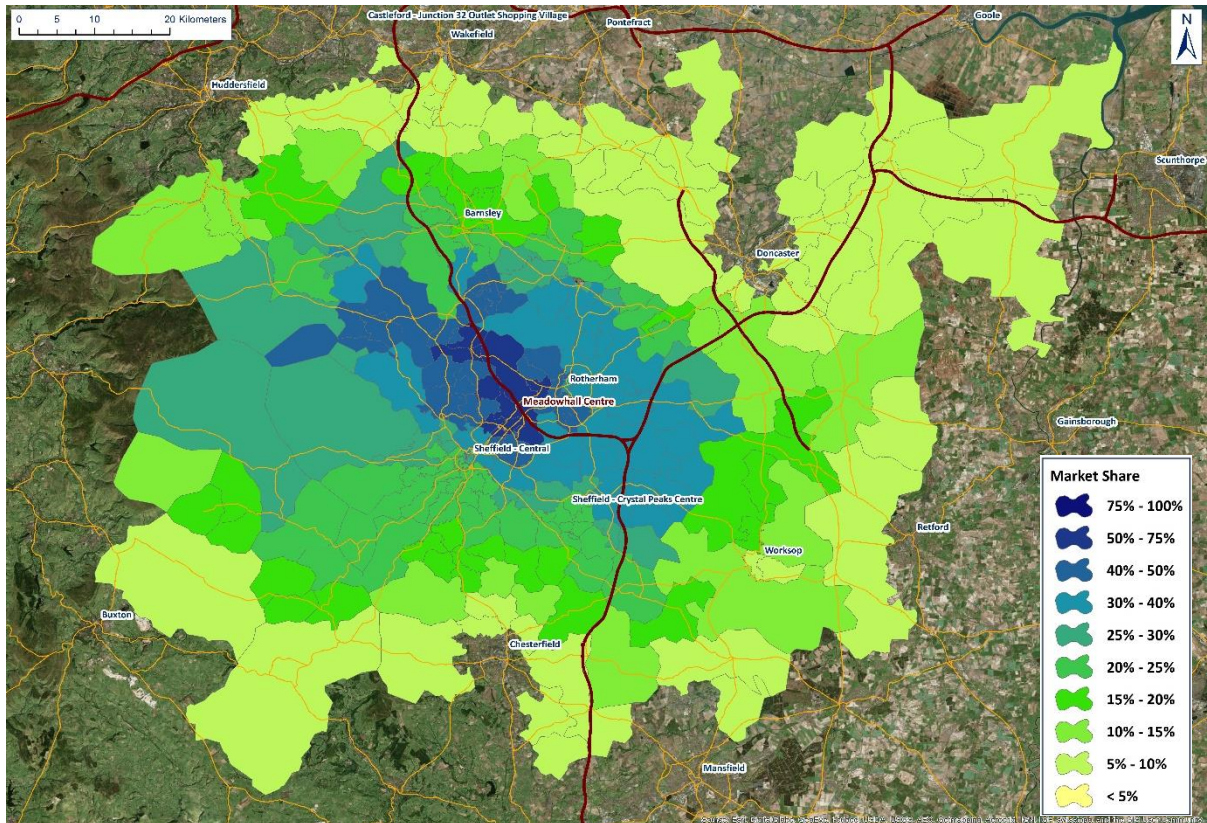 0 10 20 Kilometers
N
Castleford - Junction 32 Outlet Shopping Village
Pontefract
Goole
Wakefield
Huddersfield
Scunthorpe
Barnsley
Doncaster
Rotherham
Meadowhall Centre
Gainsborough
Sheffield - Central
Sheffield - Crystal Peaks Centre
Retford
Worksop
Buxton
Chesterfield
Mansfield
Market Share
75% - 100%
50% - 75%
40% - 50%
30% - 40%
25% - 30%
20% - 25%
15% - 20%
10% - 15%
5% - 10%
< 5%